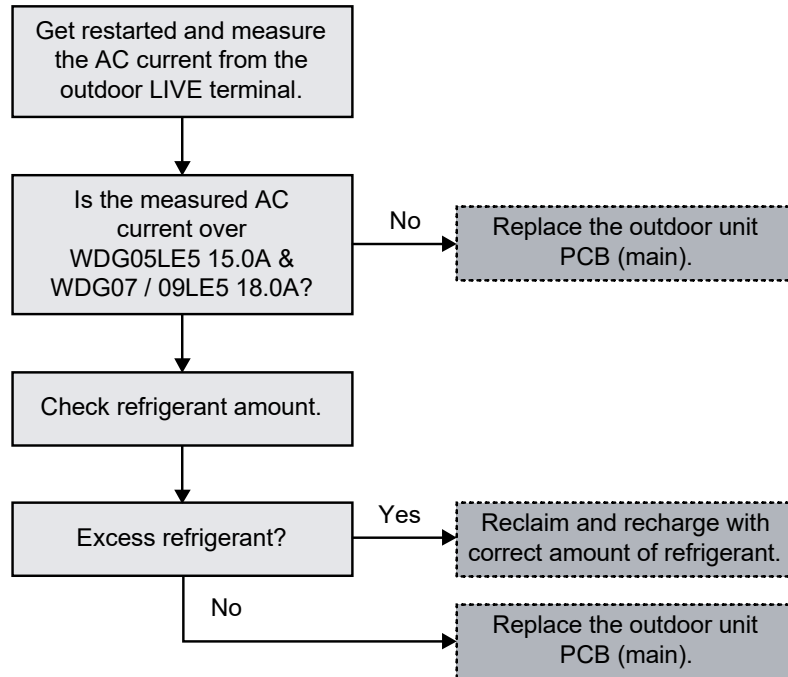 Get restarted and measure
the AC current from the
outdoor LIVE terminal.
Is the measured AC
current over
WDG05LE5 15.0A &
WDG07 / 09LE5 18.0A?
No
Replace the outdoor unit
PCB (main).
Check refrigerant amount.
Excess refrigerant?
Yes
Reclaim and recharge with
correct amount of refrigerant.
No
Replace the outdoor unit
PCB (main).